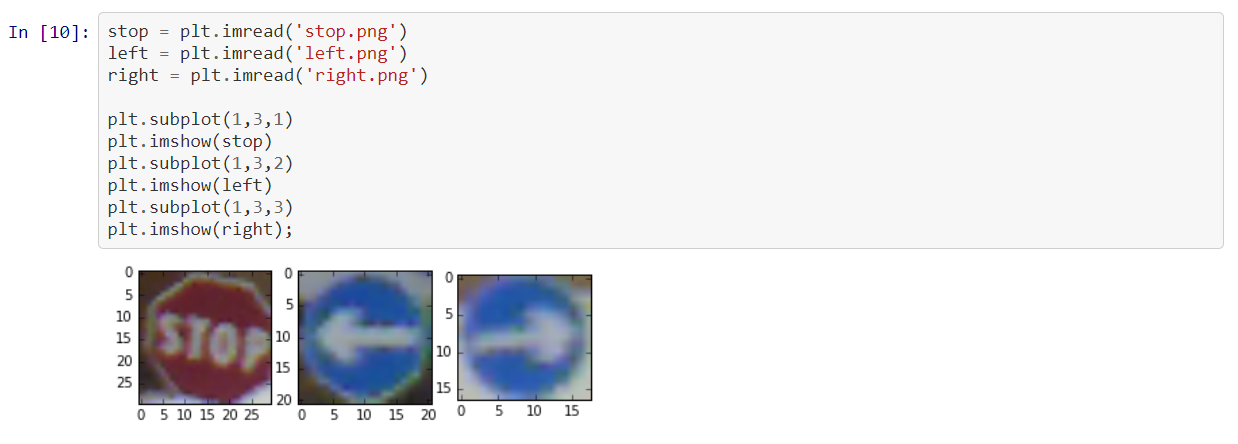 In [10]: stop = plt.imread('stop.png')
left = plt.imread('left.png')
right = plt.imread('right.png')
plt.subplot(1,3,1)
plt.imshow(stop)
plt.subplot(1,3,2)
plt.imshow(left)
plt.subplot(1,3,3)
plt.imshow(right);
0
5
10
15
20
25
0 5 10 15 20 25
STOP
0
5
10
15
20
0 5 10 15 20
0
5
10
15
0 5 10 15